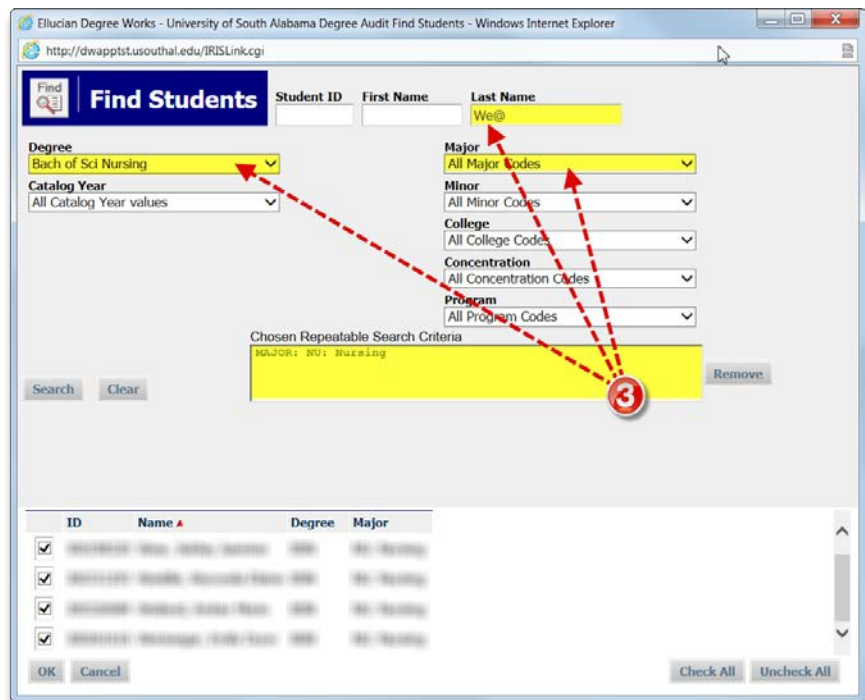 Ellucian Degree Works - University of South Alabama Degree Audit Find Students - Windows Internet Explorer
http://dwapptst.usouthal.edu/IRISLink.cgi
Find
Find Students
Student ID First Name Last Name
We@
Degree Major
Bach of Sci Nursing All Major Codes
Catalog Year Minor
All Catalog Year values All Minor Codes
College
All College Codes
Concentration
All Concentration Codes
Program
All Program Codes
Chosen Repeatable Search Criteria
MAJOR: NU: Nursing
Remove
Search Clear
3
ID Name Degree Major
OK Cancel Check All Uncheck All